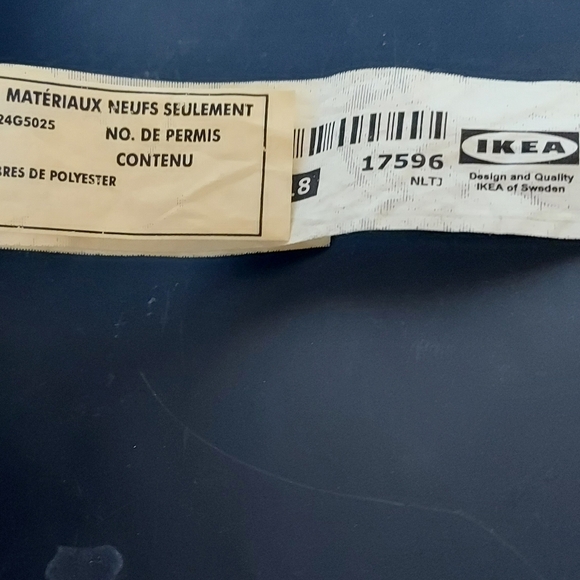 MATÉRIAUX NEUFS SEULEMENT
24G5025
NO. DE PERMIS
CONTENU
RES DE POLYESTER
8
17596
NLTJ
IKEA
Design and Quality
IKEA of Sweden